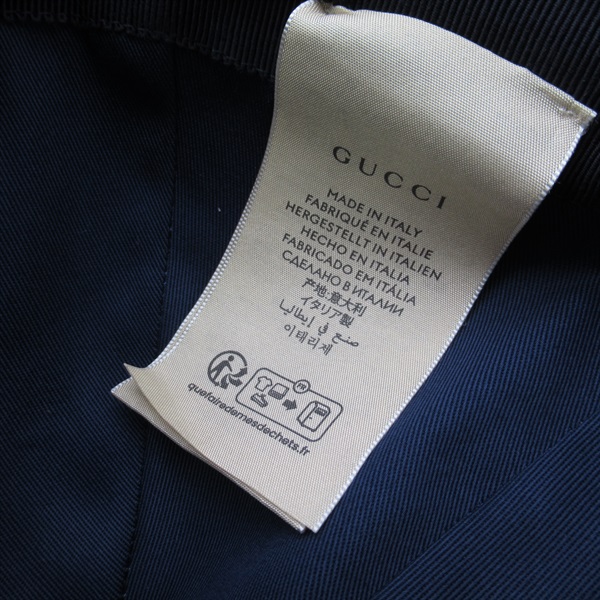 GUCCI
MADE IN ITALY
FABRIQUÉ EN ITALIE
HERGESTELLT IN ITALIEN
HECHO EN ITALIA
FABRICADO EM ITÁLIA
СДЕЛАНО В ИТАЛИИ
产地:意大利
イタリア製
صنع في إيطاليا
이태리제
FR
quefairedemesdechets.fr